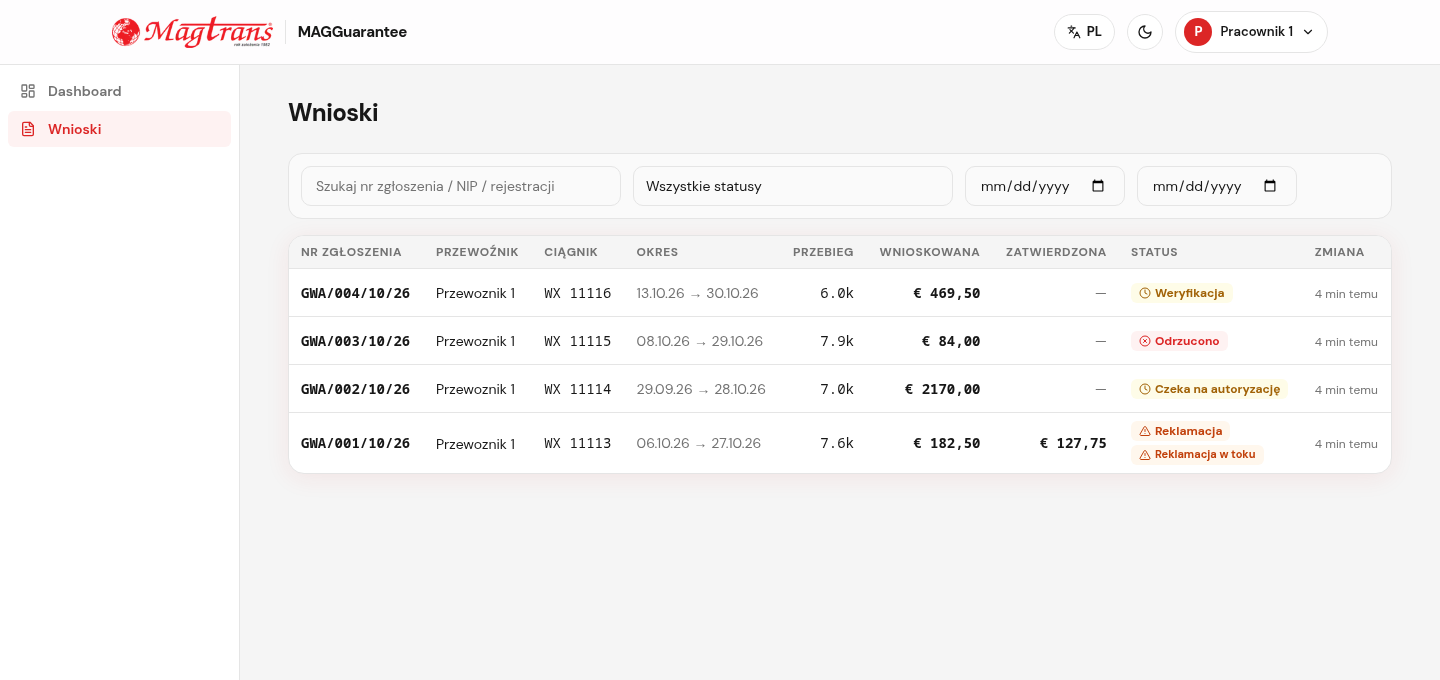 Magtrans
rok założenia 1982
MAGGuarantee
PL
P
Pracownik 1
Dashboard
Wnioski
Wnioski
Szukaj nr zgłoszenia / NIP / rejestracji
Wszystkie statusy
mm/dd/yyyy
mm/dd/yyyy
NR ZGŁOSZENIA PRZEWOŹNIK CIĄGNIK OKRES PRZEBIEG WNIOSKOWANA ZATWIERDZONA STATUS ZMIANA
GWA/004/10/26 Przewoznik 1 WX 11116 13.10.26 → 30.10.26 6.0k € 469,50 — Weryfikacja 4 min temu
GWA/003/10/26 Przewoznik 1 WX 11115 08.10.26 → 29.10.26 7.9k € 84,00 — Odrzucono 4 min temu
GWA/002/10/26 Przewoznik 1 WX 11114 29.09.26 → 28.10.26 7.0k € 2170,00 — Czeka na autoryzację 4 min temu
GWA/001/10/26 Przewoznik 1 WX 11113 06.10.26 → 27.10.26 7.6k € 182,50 € 127,75 Reklamacja 4 min temu
Reklamacja w toku